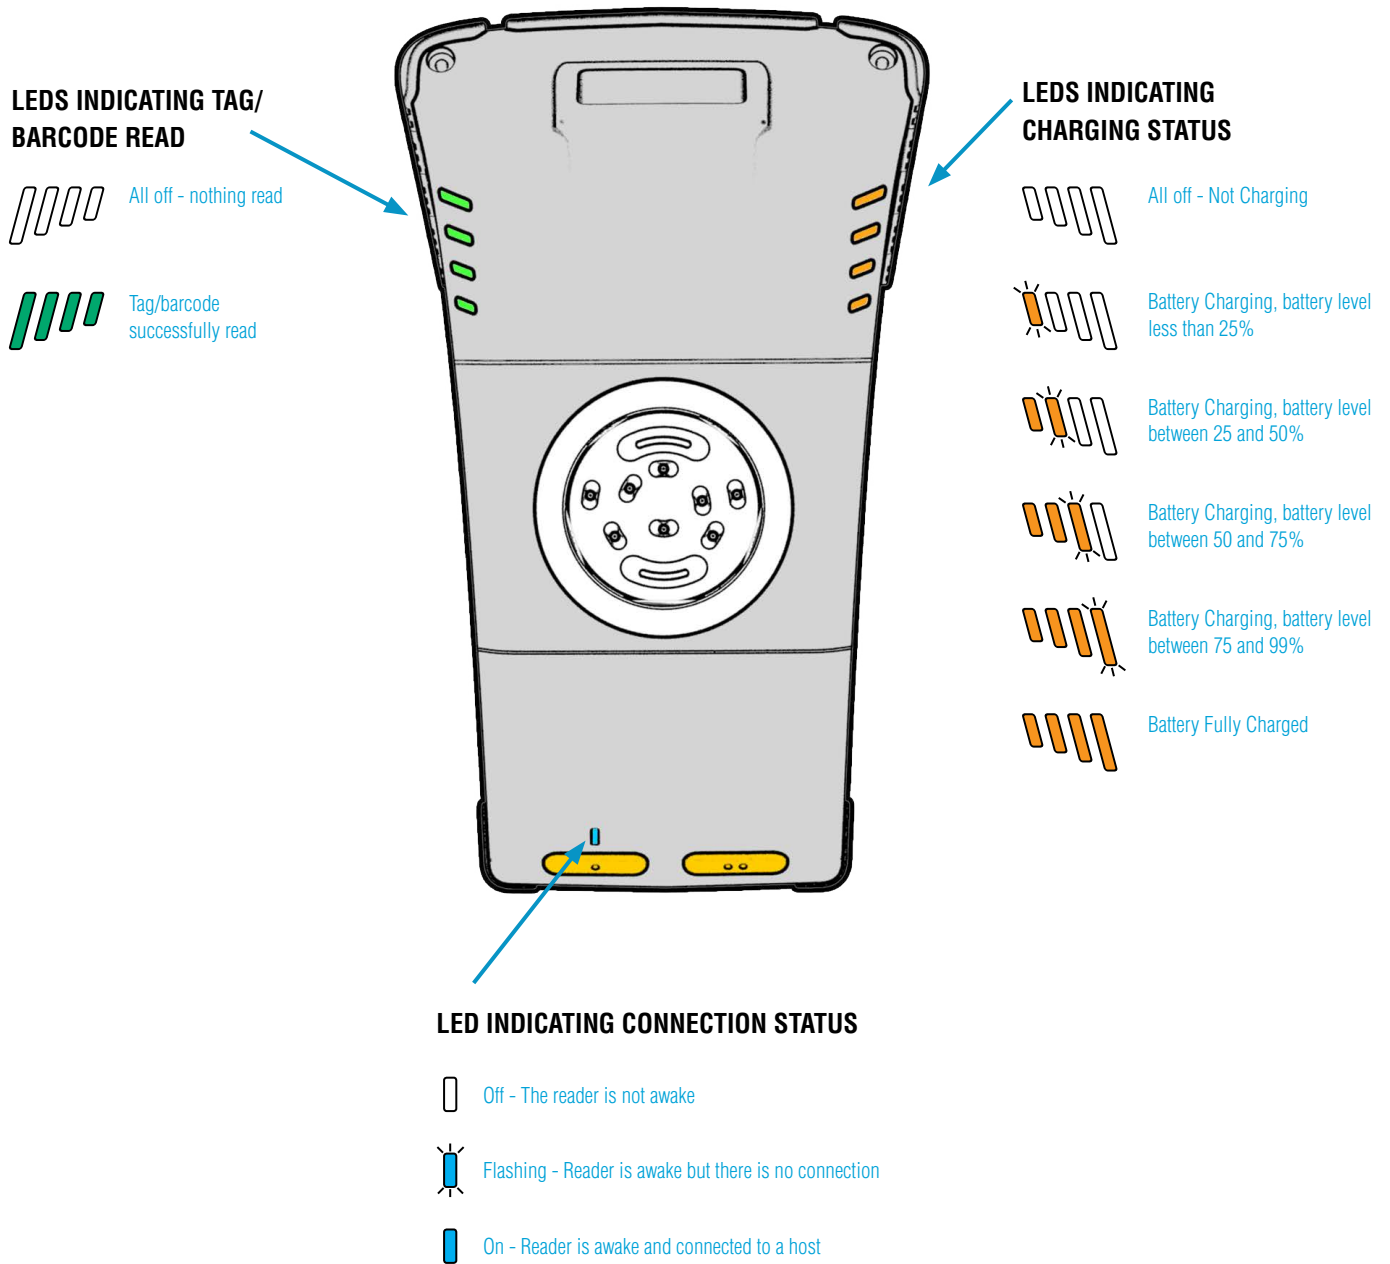 LEDS INDICATING TAG/
BARCODE READ
All off - nothing read
Tag/barcode
successfully read
LEDS INDICATING
CHARGING STATUS
All off - Not Charging
Battery Charging, battery level
less than 25%
Battery Charging, battery level
between 25 and 50%
Battery Charging, battery level
between 50 and 75%
Battery Charging, battery level
between 75 and 99%
Battery Fully Charged
LED INDICATING CONNECTION STATUS
Off - The reader is not awake
Flashing - Reader is awake but there is no connection
On - Reader is awake and connected to a host